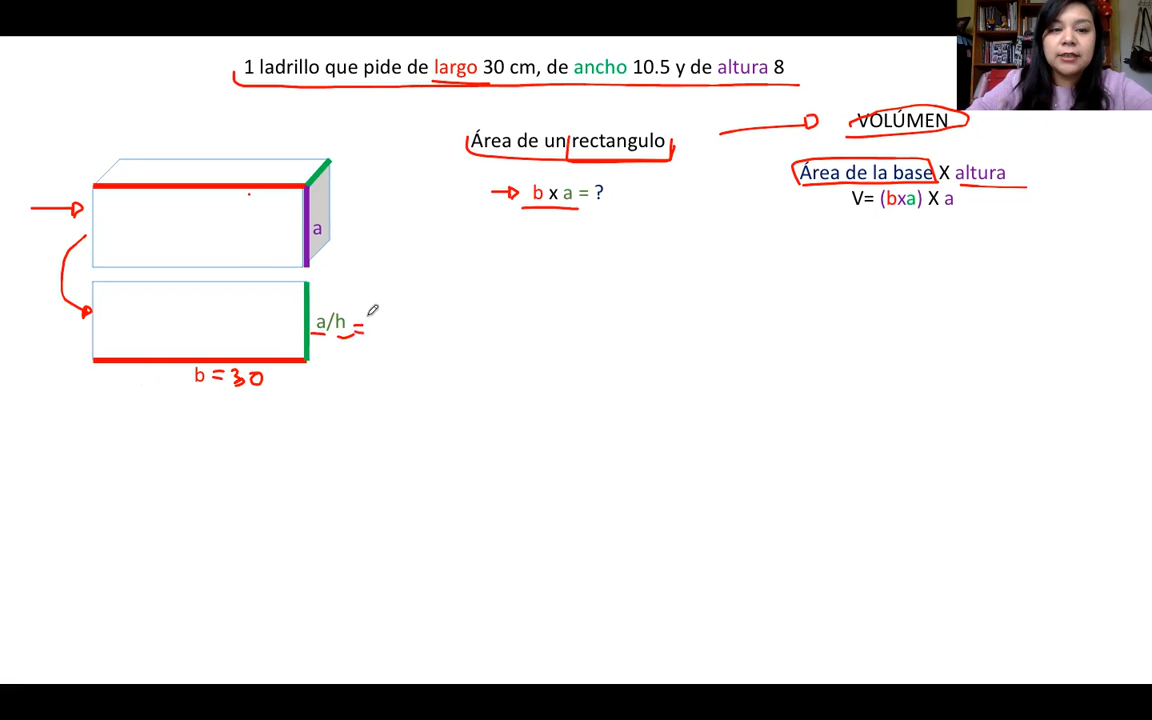 1 ladrillo que pide de largo 30 cm, de ancho 10.5 y de altura 8
VOLÚMEN
Área de un rectangulo
Área de la base X altura
b x a = ?
V= (bxa) X a
a
a/h =
b = 30